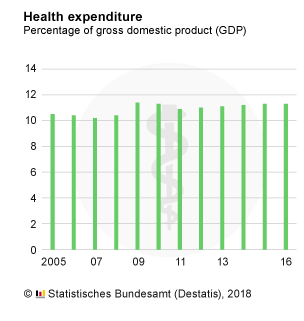 Health expenditure
Percentage of gross domestic product (GDP)
14
12
10
8
6
4
2
0
2005 07 09 11 13 16
© Statistisches Bundesamt (Destatis), 2018